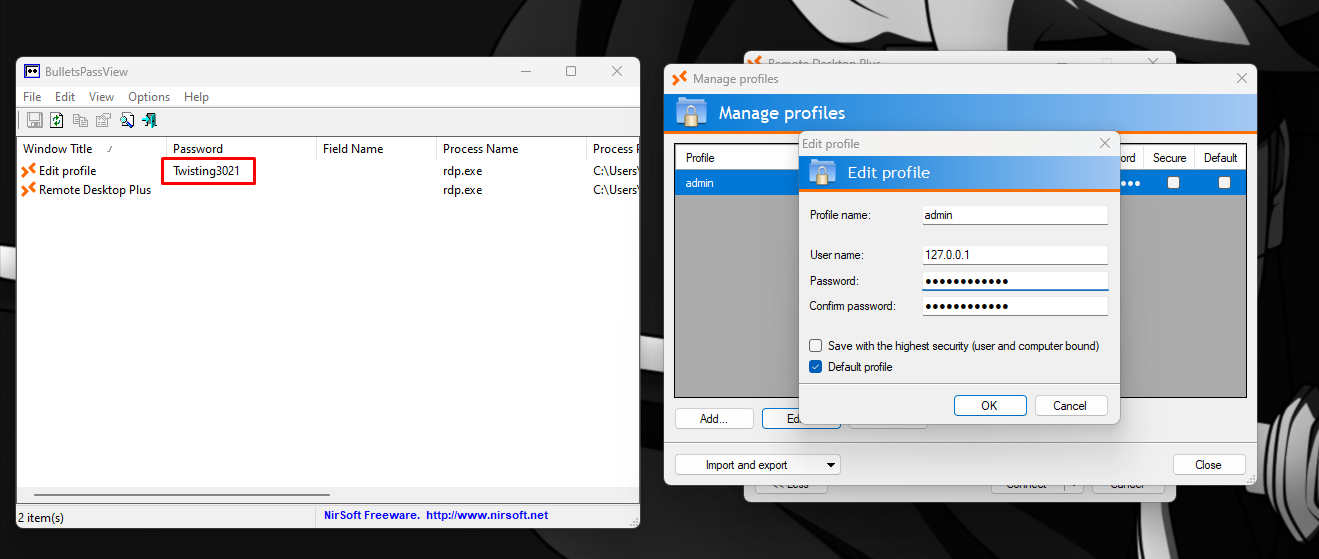 BulletsPassView
File Edit View Options Help
Window Title Password Field Name Process Name Process
Edit profile Twisting3021 rdp.exe C:\Users\
Remote Desktop Plus rdp.exe C:\Users\
2 item(s) NirSoft Freeware. http://www.nirsoft.net
Remote Desktop Plus
Manage profiles
Manage profiles
Profile Secure Default
admin
Edit profile
Edit profile
Profile name: admin
User name: 127.0.0.1
Password: ••••••••••••
Confirm password: ••••••••••••
Save with the highest security (user and computer bound)
Default profile
OK Cancel
Add...
Import and export Close
<< Less Connect Cancel